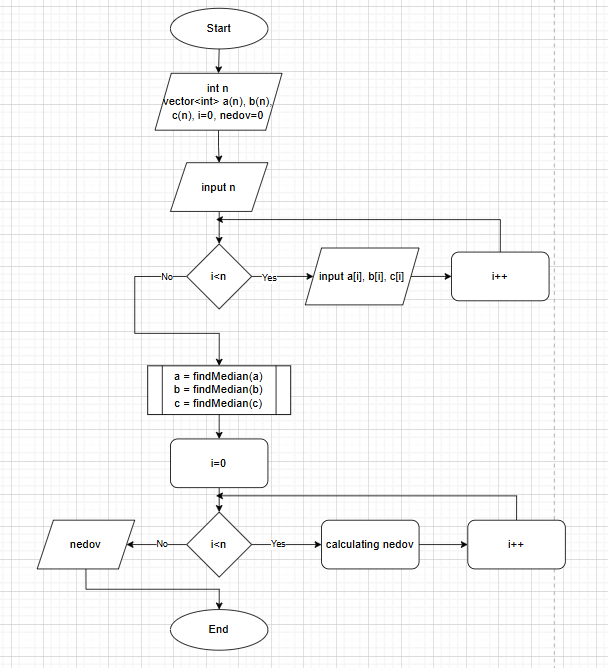 Start
int n
vector<int> a(n), b(n),
c(n), i=0, nedov=0
input n
i<n
No
Yes
input a[i], b[i], c[i]
i++
a = findMedian(a)
b = findMedian(b)
c = findMedian(c)
i=0
nedov
No
i<n
Yes
calculating nedov
i++
End